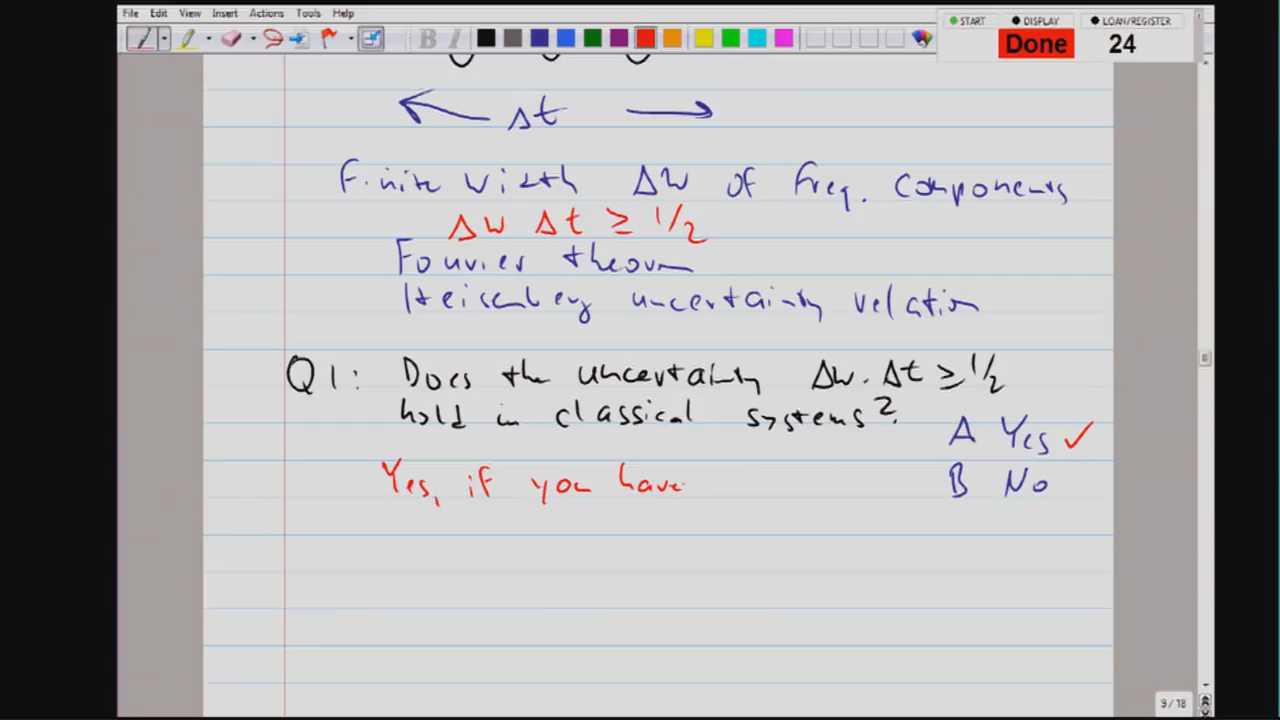 File Edit View Insert Actions Tools Help
START DISPLAY LOAN/REGISTER
Done 24
B I
Δt
Finite width Δω of freq. components
Δω Δt ≥ 1/2
Fourier theorem
Heisenberg uncertainty relation
Q1: Does the uncertainty Δω · Δt ≥ 1/2
hold in classical systems?
A Yes ✓
Yes, if you have
B No
9 / 18